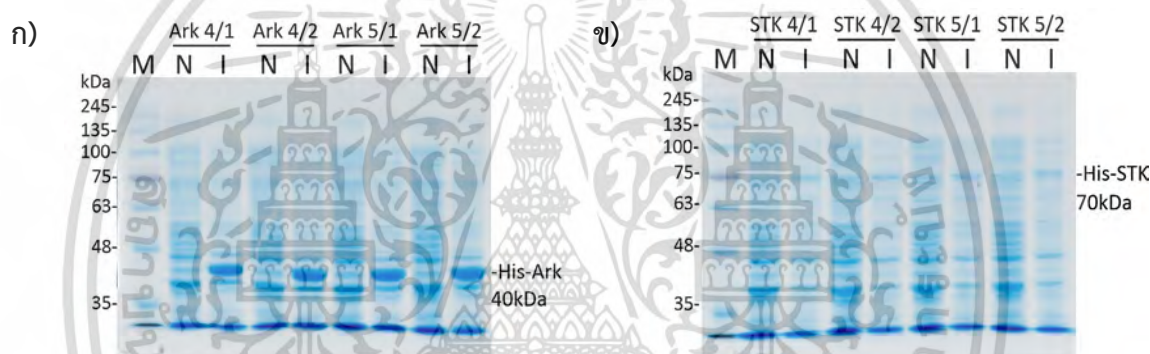 ก)
Ark 4/1 Ark 4/2 Ark 5/1 Ark 5/2
M N I N I N I N I
kDa
245-
135-
100-
75-
63-
48-
35-
-His-Ark
40kDa
ข)
STK 4/1 STK 4/2 STK 5/1 STK 5/2
M N I N I N I N I
kDa
245-
135-
100-
75-
63-
48-
35-
-His-STK
70kDa